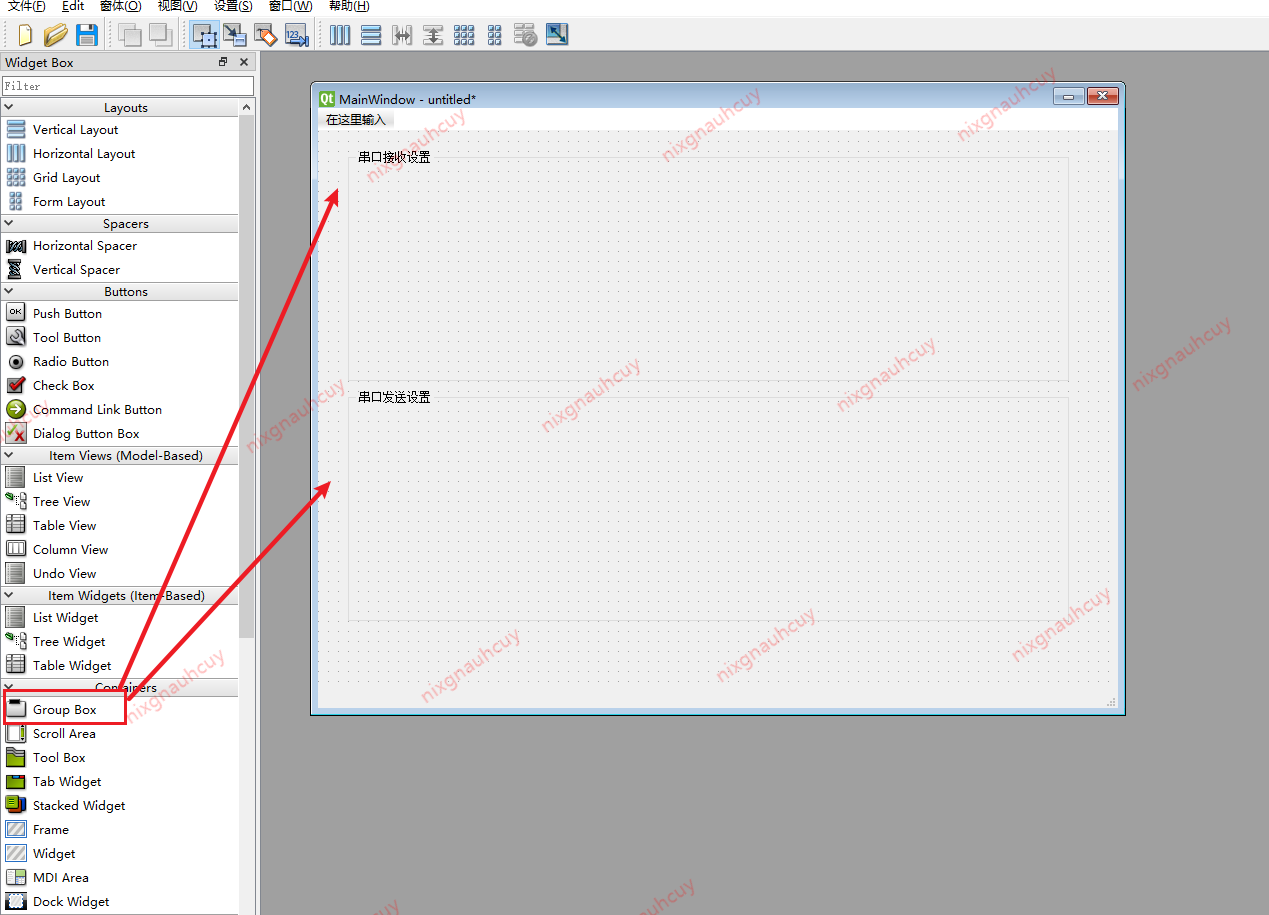 文件(F) Edit 窗体(O) 视图(V) 设置(S) 窗口(W) 帮助(H)
123
Widget Box
Filter
Layouts
Vertical Layout
Horizontal Layout
Grid Layout
Form Layout
Spacers
Horizontal Spacer
Vertical Spacer
Buttons
OK Push Button
Tool Button
Radio Button
Check Box
Command Link Button
Dialog Button Box
Item Views (Model-Based)
List View
Tree View
Table View
Column View
Undo View
Item Widgets (Item-Based)
List Widget
Tree Widget
Table Widget
Containers
Group Box
Scroll Area
Tool Box
Tab Widget
Stacked Widget
Frame
Widget
MDI Area
Dock Widget
Qt MainWindow - untitled*
在这里输入
串口接收设置
串口发送设置
nixgnauhcuy
nixgnauhcuy
nixgnauhcuy
nixgnauhcuy
nixgnauhcuy
nixgnauhcuy
nixgnauhcuy
nixgnauhcuy
nixgnauhcuy
nixgnauhcuy
nixgnauhcuy